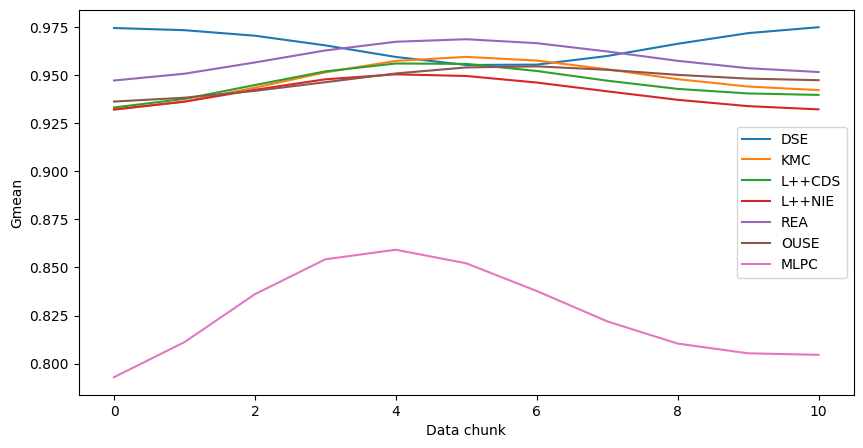 0.975
0.950
0.925
0.900
0.875
0.850
0.825
0.800
Gmean
0 2 4 6 8 10
Data chunk
DSE
KMC
L++CDS
L++NIE
REA
OUSE
MLPC